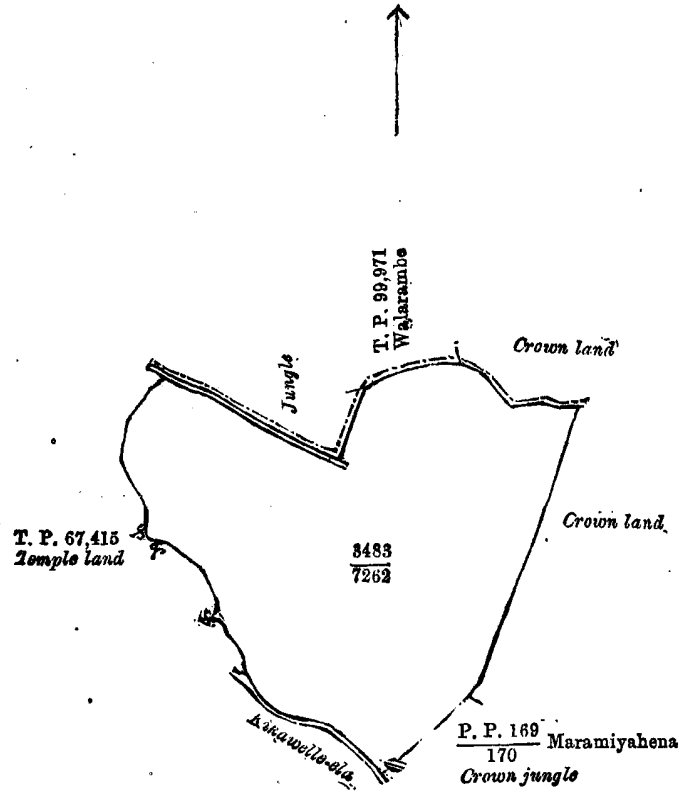 T. P. 99,971
Walarambe
Crown land
Jungle
Crown land
T. P. 67,415
Temple land
3483
7262
Kikawelle-ela
P. P. 169
170
Maramiyahena
Crown jungle